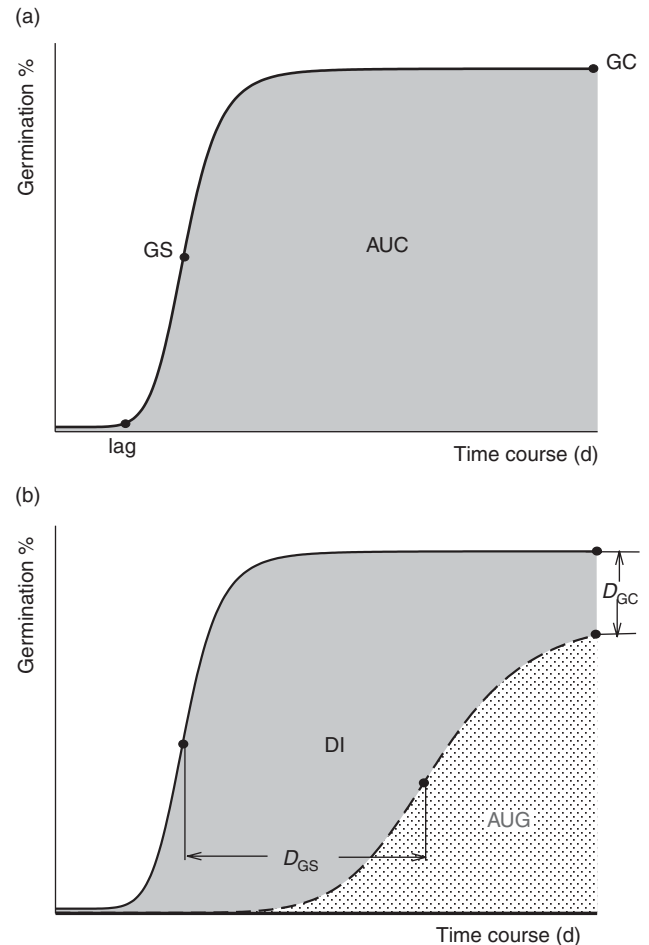 (a)
Germination %
GC
GS
AUC
lag
Time course (d)
(b)
Germination %
DGC
DI
AUG
DGS
Time course (d)